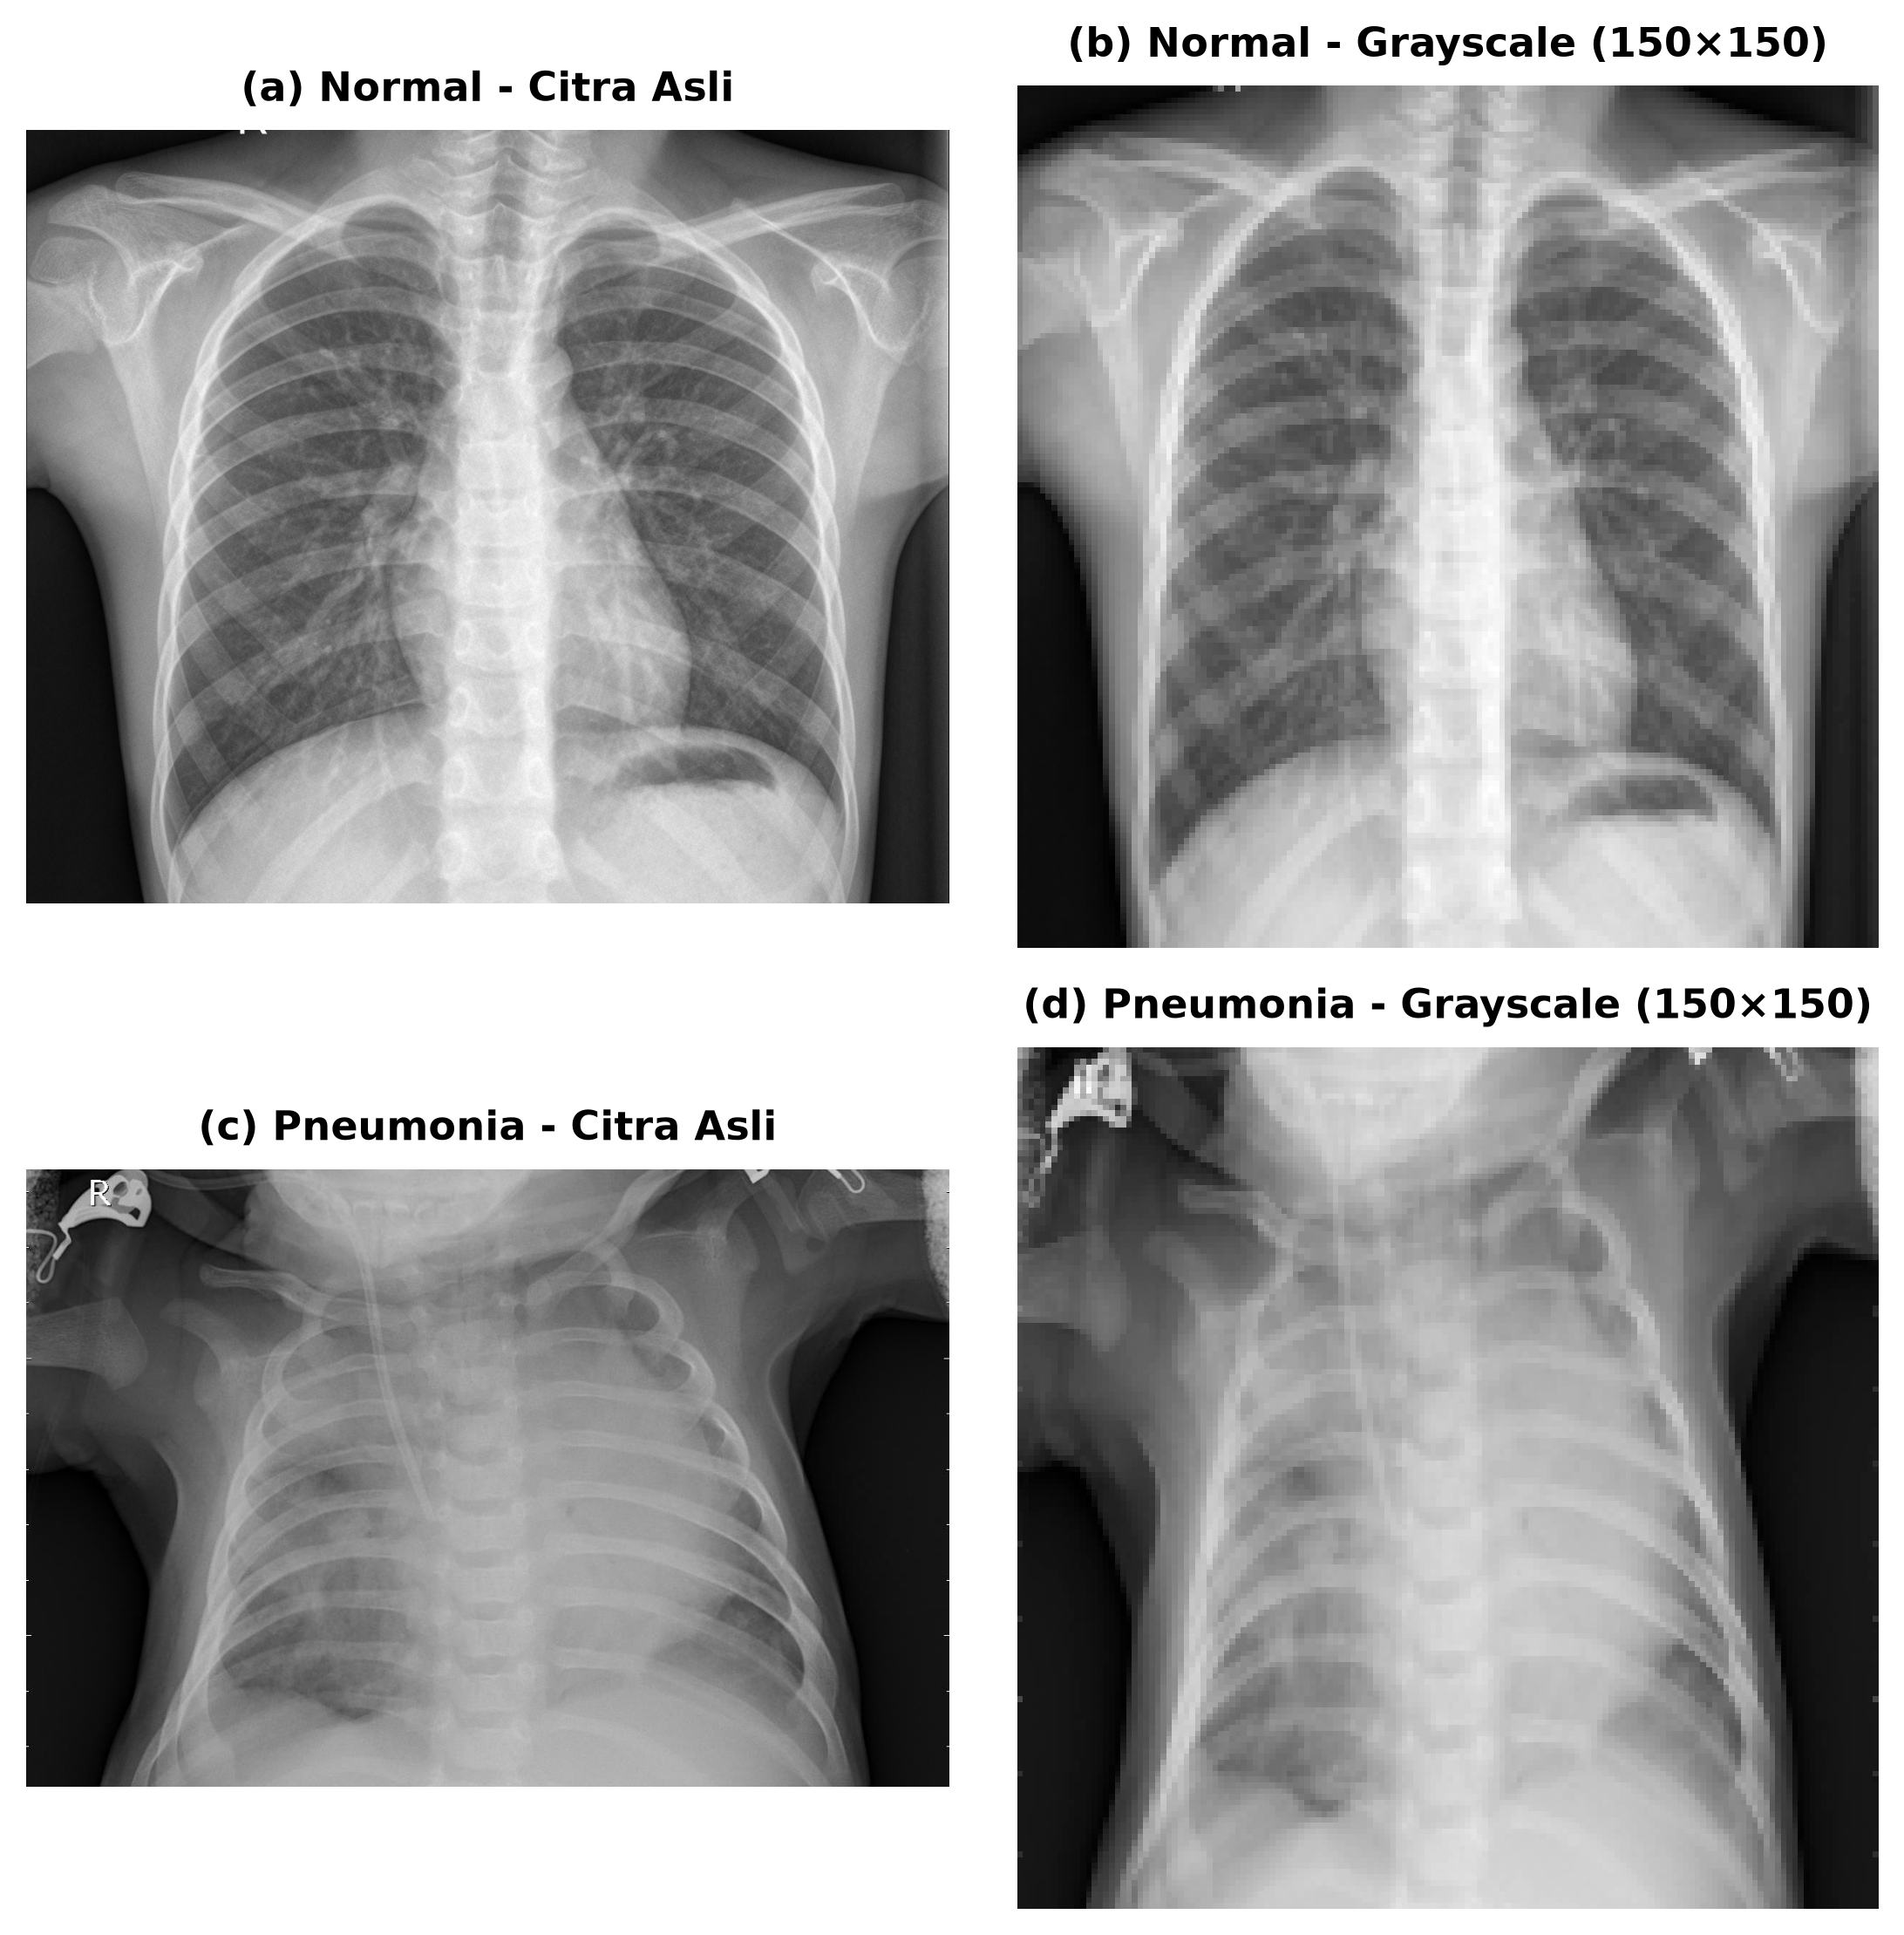 (a) Normal - Citra Asli
(b) Normal - Grayscale (150×150)
(c) Pneumonia - Citra Asli
R
(d) Pneumonia - Grayscale (150×150)